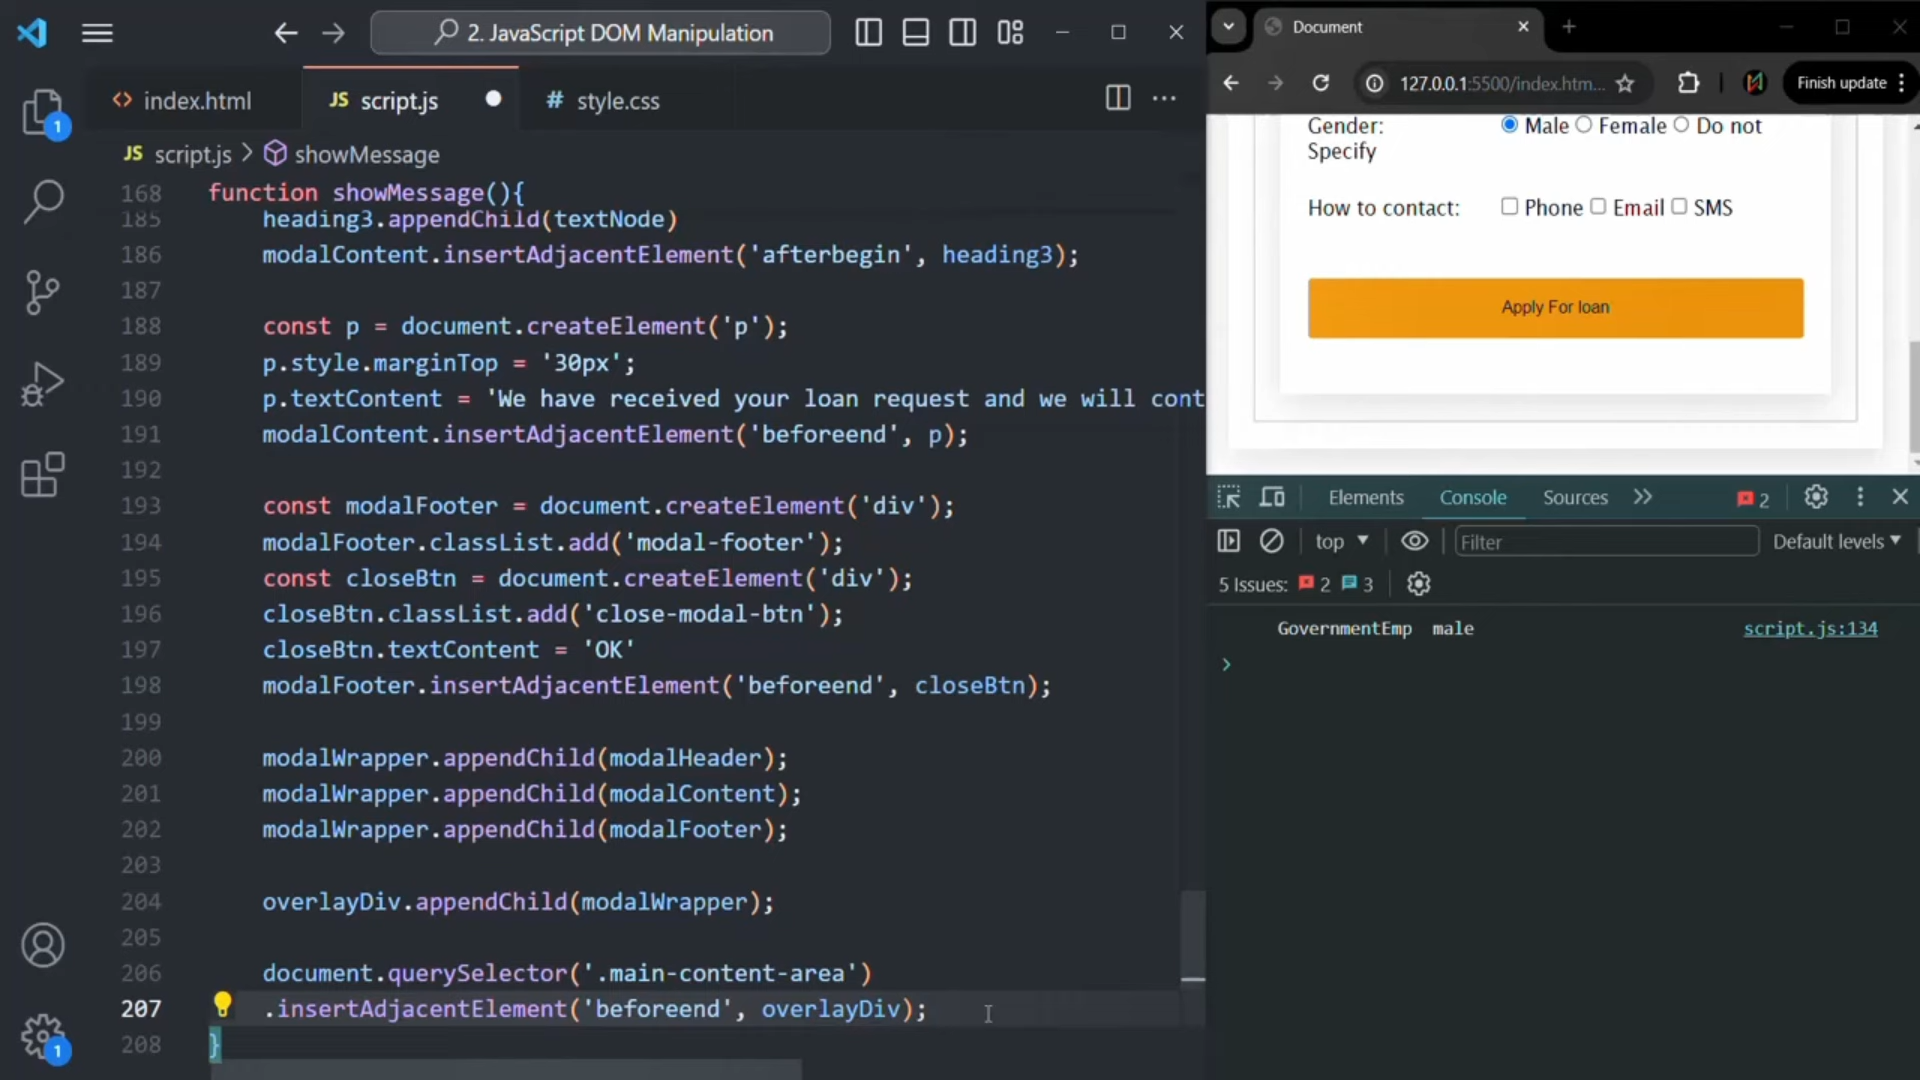 2. JavaScript DOM Manipulation
index.html
JS script.js
# style.css
JS script.js > showMessage
168 function showMessage(){
185 heading3.appendChild(textNode)
186 modalContent.insertAdjacentElement('afterbegin', heading3);
187
188 const p = document.createElement('p');
189 p.style.marginTop = '30px';
190 p.textContent = 'We have received your loan request and we will cont
191 modalContent.insertAdjacentElement('beforeend', p);
192
193 const modalFooter = document.createElement('div');
194 modalFooter.classList.add('modal-footer');
195 const closeBtn = document.createElement('div');
196 closeBtn.classList.add('close-modal-btn');
197 closeBtn.textContent = 'OK'
198 modalFooter.insertAdjacentElement('beforeend', closeBtn);
199
200 modalWrapper.appendChild(modalHeader);
201 modalWrapper.appendChild(modalContent);
202 modalWrapper.appendChild(modalFooter);
203
204 overlayDiv.appendChild(modalWrapper);
205
206 document.querySelector('.main-content-area')
207 .insertAdjacentElement('beforeend', overlayDiv);
208 }
1
1
Document
127.0.0.1:5500/index.htm...
Finish update
Gender: Male Female Do not
Specify
How to contact: Phone Email SMS
Apply For loan
Elements Console Sources 2
top Filter Default levels
5 Issues: 2 3
GovernmentEmp male script.js:134